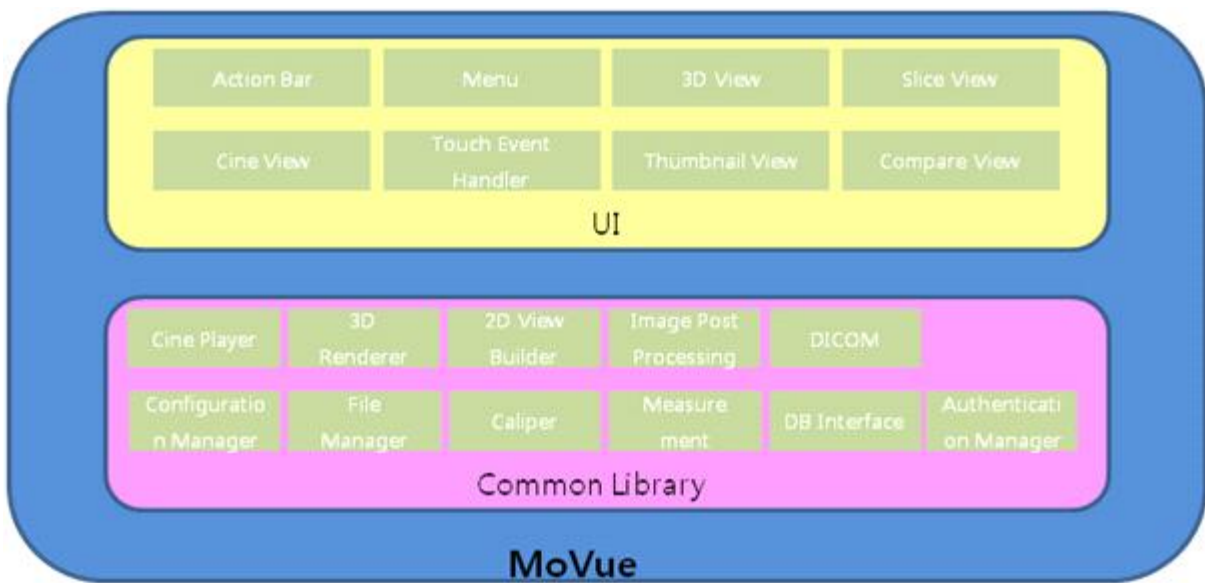 Action Bar
Menu
3D View
Slice View
Cine View
Touch Event
Handler
Thumbnail View
Compare View
UI
Cine Player
3D
Renderer
2D View
Builder
Image Post
Processing
DICOM
Configuratio
n Manager
File
Manager
Caliper
Measure
ment
DB Interface
Authenticati
on Manager
Common Library
MoVue